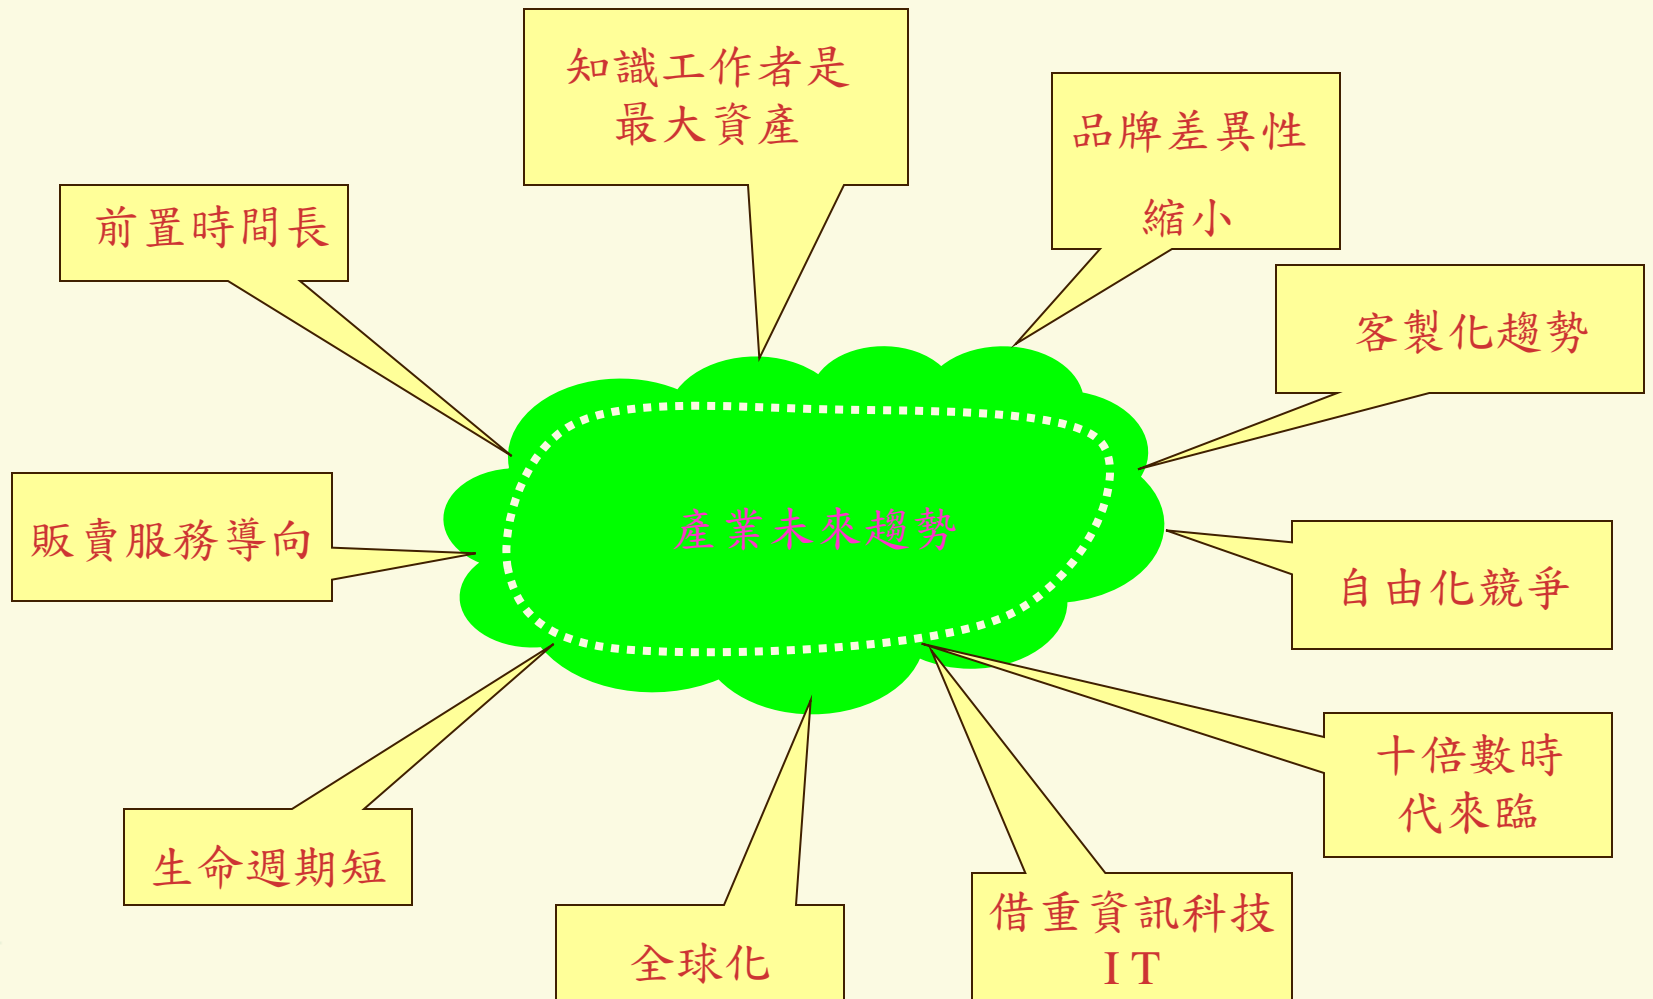 知識工作者是
最大資產
品牌差異性
縮小
前置時間長
客製化趨勢
販賣服務導向
產業未來趨勢
自由化競爭
十倍數時
代來臨
生命週期短
借重資訊科技
IT
全球化